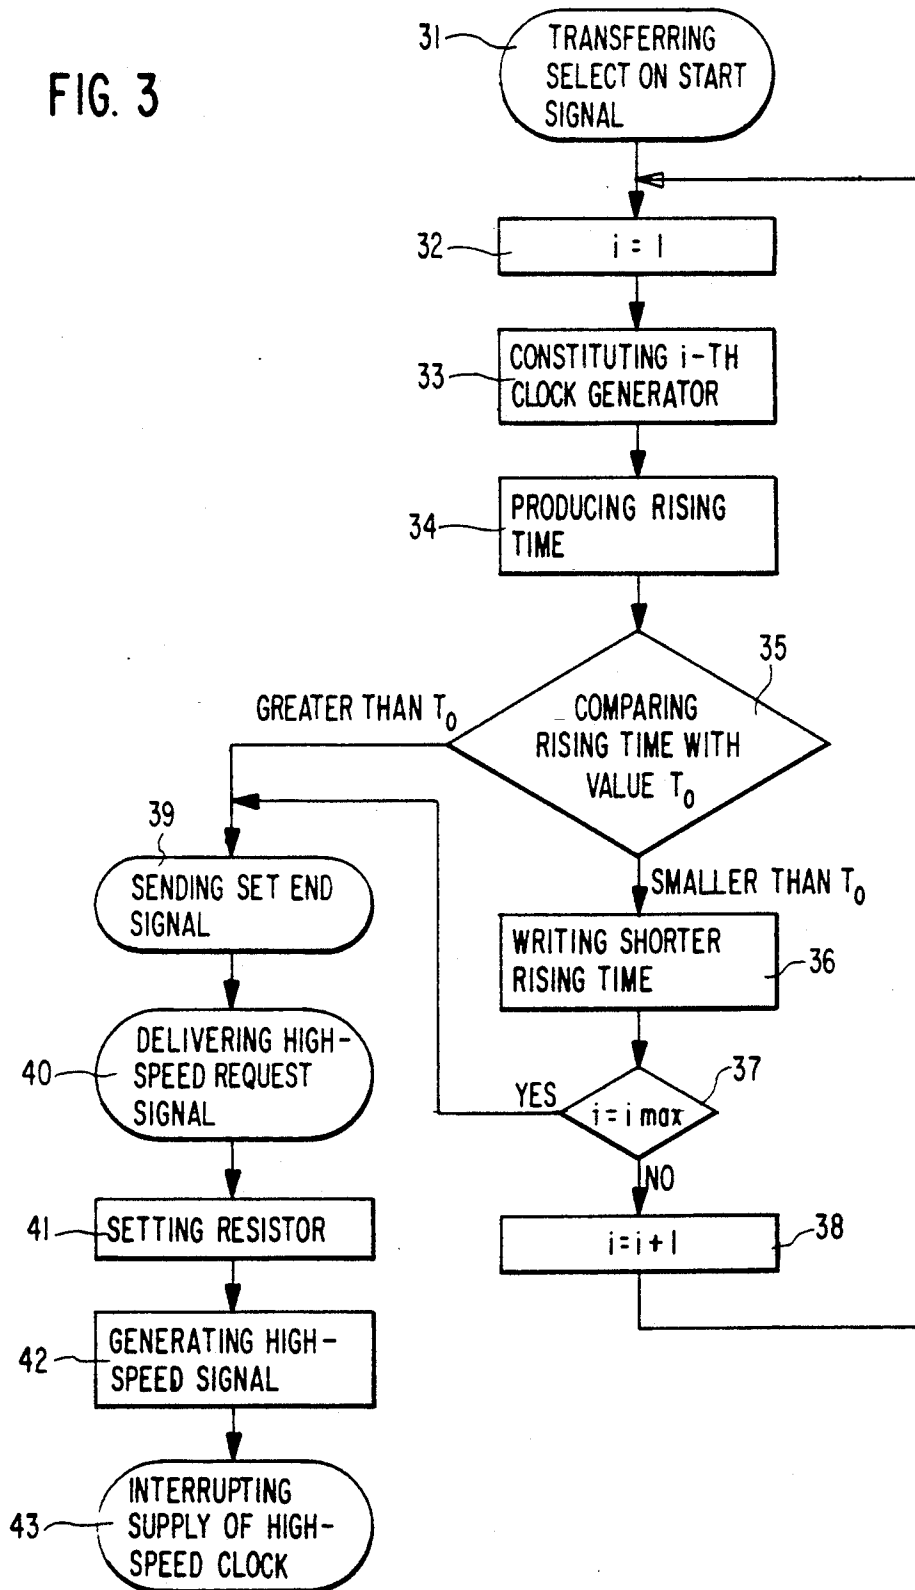 FIG. 3
31
TRANSFERRING
SELECT ON START
SIGNAL
32
i = 1
33
CONSTITUTING i-TH
CLOCK GENERATOR
34
PRODUCING RISING
TIME
35
COMPARING
RISING TIME WITH
VALUE T0
GREATER THAN T0
SMALLER THAN T0
36
WRITING SHORTER
RISING TIME
37
i = i max
YES
NO
38
i = i + 1
39
SENDING SET END
SIGNAL
40
DELIVERING HIGH-
SPEED REQUEST
SIGNAL
41
SETTING RESISTOR
42
GENERATING HIGH-
SPEED SIGNAL
43
INTERRUPTING
SUPPLY OF HIGH-
SPEED CLOCK